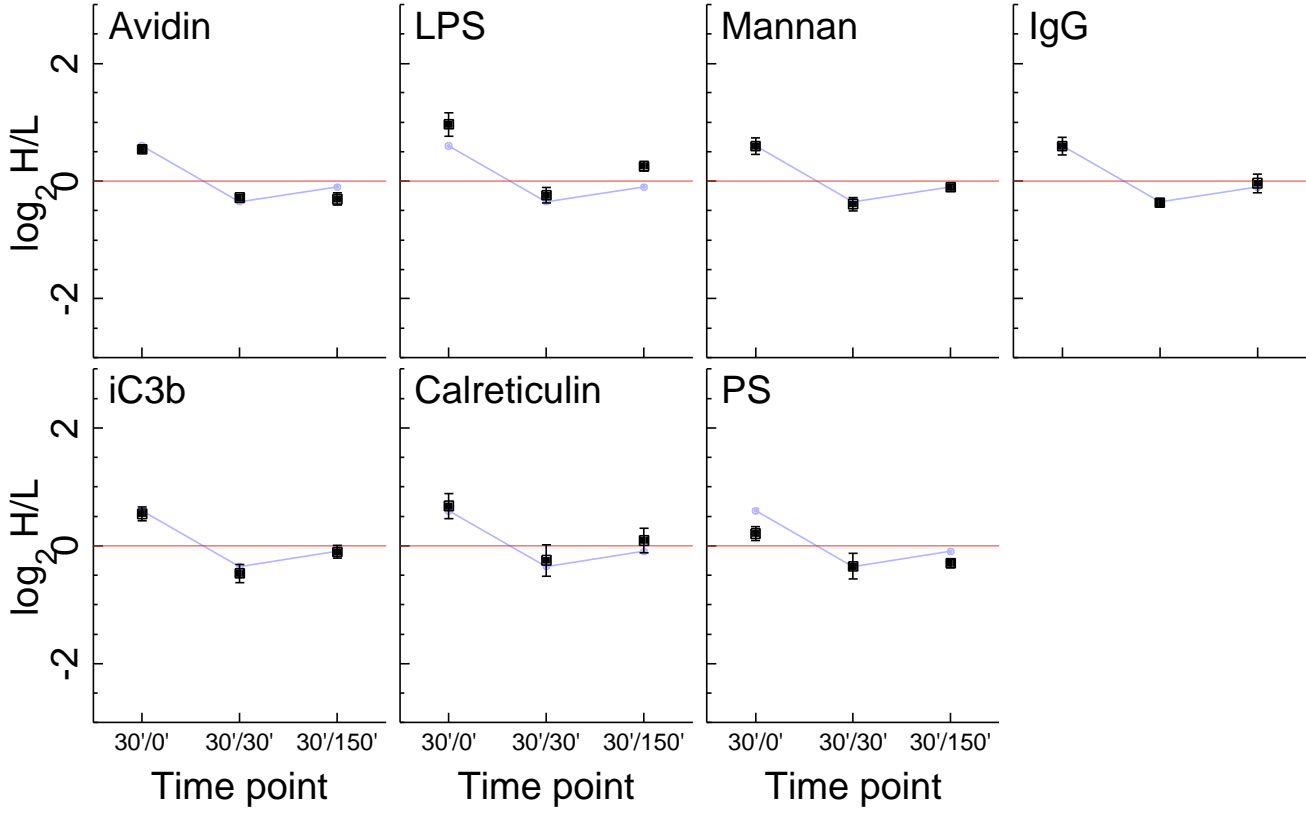 Avidin
LPS
Mannan
IgG
2
0
-2
log2 H/L
iC3b
Calreticulin
PS
2
0
-2
log2 H/L
30'/0' 30'/30' 30'/150'
30'/0' 30'/30' 30'/150'
30'/0' 30'/30' 30'/150'
Time point
Time point
Time point